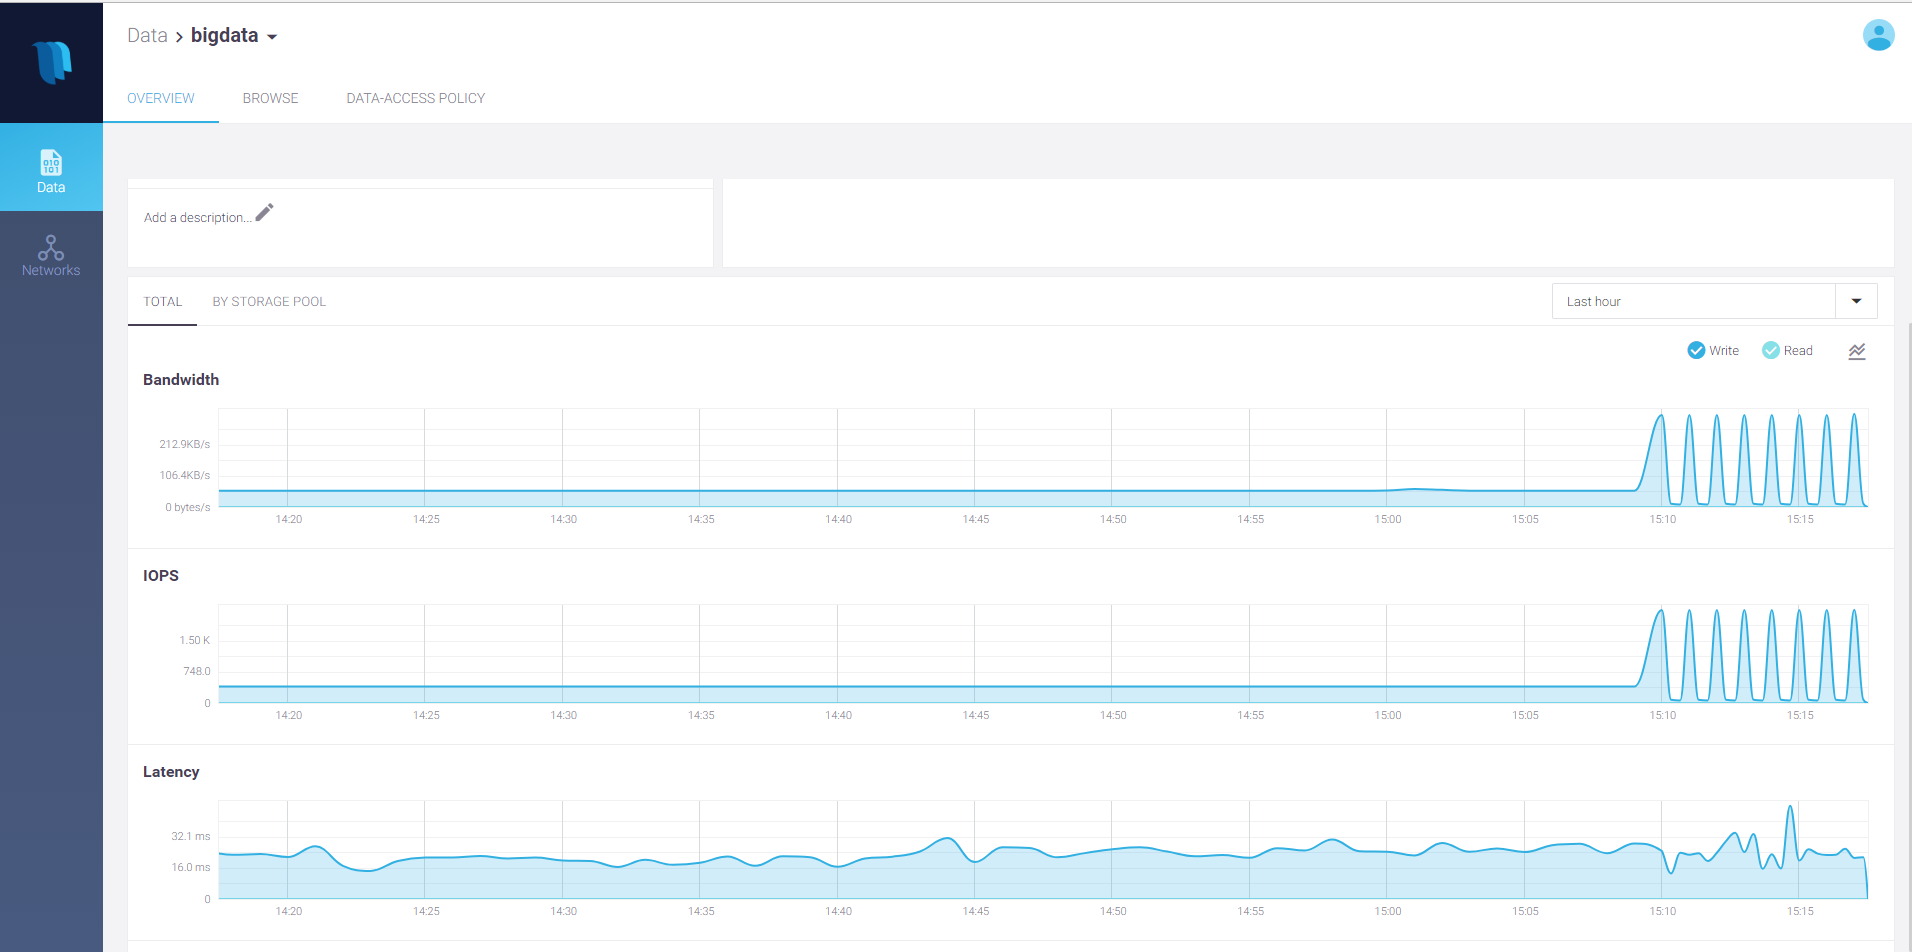 Data > bigdata
OVERVIEW BROWSE DATA-ACCESS POLICY
010
101
Data
Networks
Add a description...
TOTAL BY STORAGE POOL Last hour
Write Read
Bandwidth
212.9KB/s
106.4KB/s
0 bytes/s
14:20 14:25 14:30 14:35 14:40 14:45 14:50 14:55 15:00 15:05 15:10 15:15
IOPS
1.50 K
748.0
0
14:20 14:25 14:30 14:35 14:40 14:45 14:50 14:55 15:00 15:05 15:10 15:15
Latency
32.1 ms
16.0 ms
0
14:20 14:25 14:30 14:35 14:40 14:45 14:50 14:55 15:00 15:05 15:10 15:15